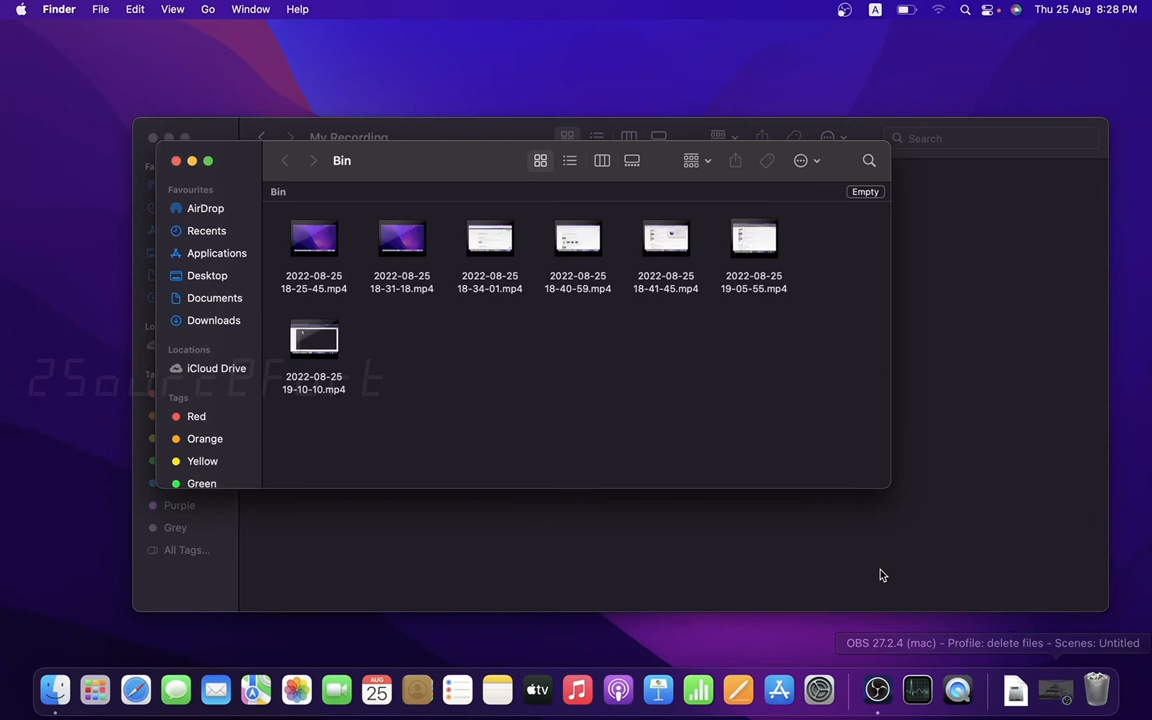 Finder File Edit View Go Window Help
A
Thu 25 Aug 8:28 PM
My Recording
Search
Bin
Favourites
AirDrop
Recents
Applications
Desktop
Documents
Downloads
Locations
iCloud Drive
Tags
Red
Orange
Yellow
Green
Purple
Grey
All Tags...
Bin
Empty
2022-08-25
18-25-45.mp4
2022-08-25
18-31-18.mp4
2022-08-25
18-34-01.mp4
2022-08-25
18-40-59.mp4
2022-08-25
18-41-45.mp4
2022-08-25
19-05-55.mp4
2022-08-25
19-10-10.mp4
OBS 27.2.4 (mac) - Profile: delete files - Scenes: Untitled
AUG
25
tv